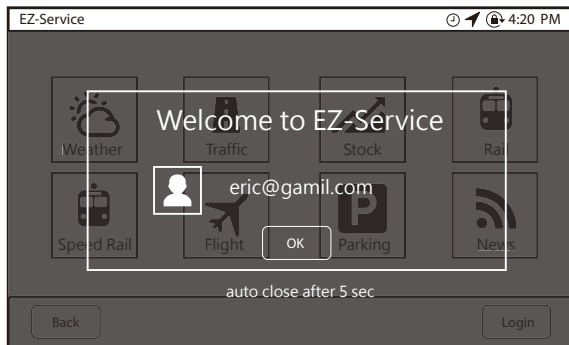 EZ-Service 4:20 PM
Welcome to EZ-Service
Weather Traffic Stock Rail
eric@gamil.com
P
Speed Rail Flight OK Parking News
auto close after 5 sec
Back Login